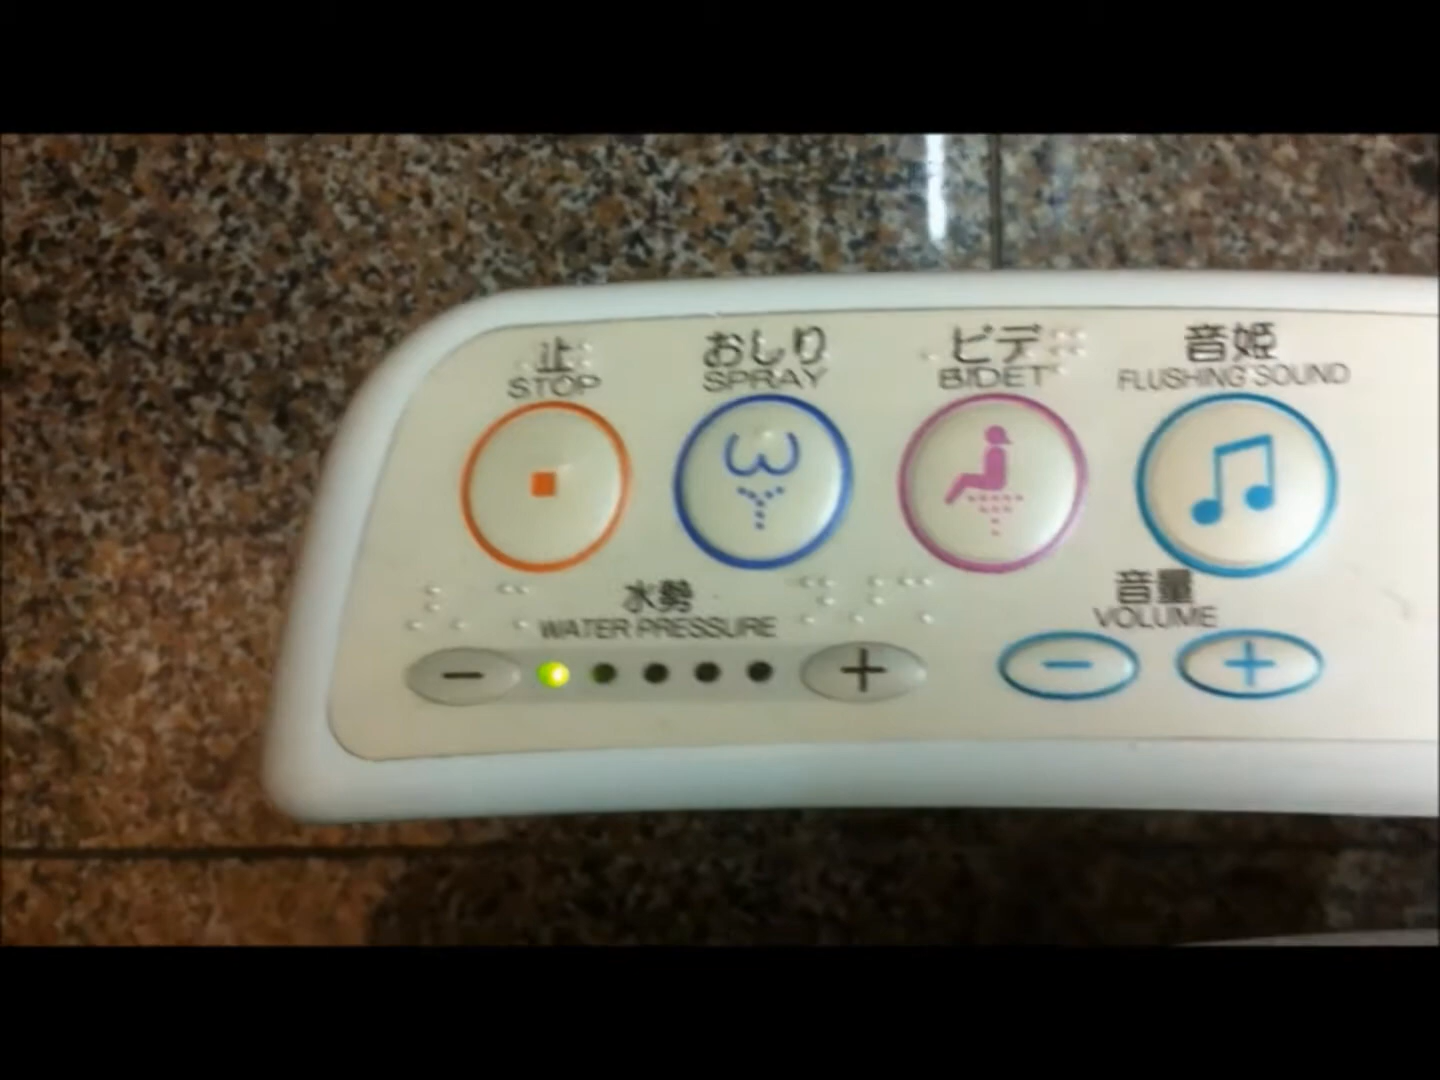 止
STOP
おしり
SPRAY
ビデ
BIDET
音姫
FLUSHING SOUND
水勢
WATER PRESSURE
− +
音量
VOLUME
− +